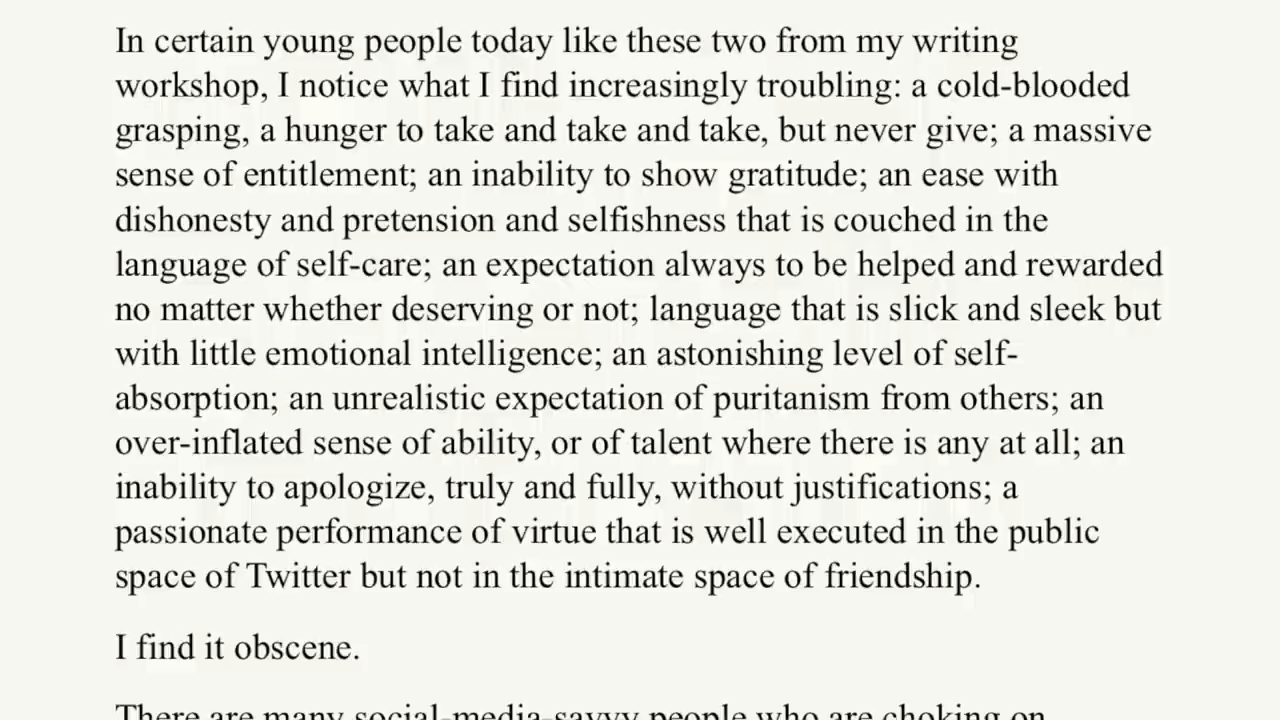 In certain young people today like these two from my writing
workshop, I notice what I find increasingly troubling: a cold-blooded
grasping, a hunger to take and take and take, but never give; a massive
sense of entitlement; an inability to show gratitude; an ease with
dishonesty and pretension and selfishness that is couched in the
language of self-care; an expectation always to be helped and rewarded
no matter whether deserving or not; language that is slick and sleek but
with little emotional intelligence; an astonishing level of self-
absorption; an unrealistic expectation of puritanism from others; an
over-inflated sense of ability, or of talent where there is any at all; an
inability to apologize, truly and fully, without justifications; a
passionate performance of virtue that is well executed in the public
space of Twitter but not in the intimate space of friendship.
I find it obscene.
There are many social-media-savvy people who are choking on